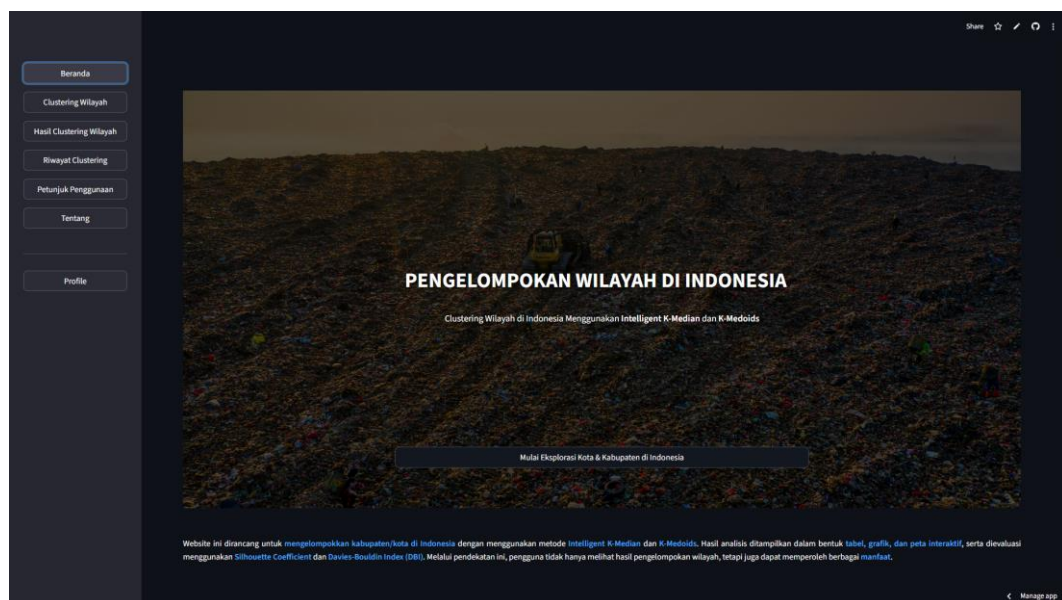 Share
Beranda
Clustering Wilayah
Hasil Clustering Wilayah
Riwayat Clustering
Petunjuk Penggunaan
Tentang
Profile
PENGELOMPOKAN WILAYAH DI INDONESIA
Clustering Wilayah di Indonesia Menggunakan Intelligent K-Median dan K-Medoids
Mulai Eksplorasi Kota & Kabupaten di Indonesia
Website ini dirancang untuk mengelompokkan kabupaten/kota di Indonesia dengan menggunakan metode Intelligent K-Median dan K-Medoids. Hasil analisis ditampilkan dalam bentuk tabel, grafik, dan peta interaktif, serta dievaluasi
menggunakan Silhouette Coefficient dan Davies-Bouldin Index (DBI). Melalui pendekatan ini, pengguna tidak hanya melihat hasil pengelompokan wilayah, tetapi juga dapat memperoleh berbagai manfaat.
Manage app